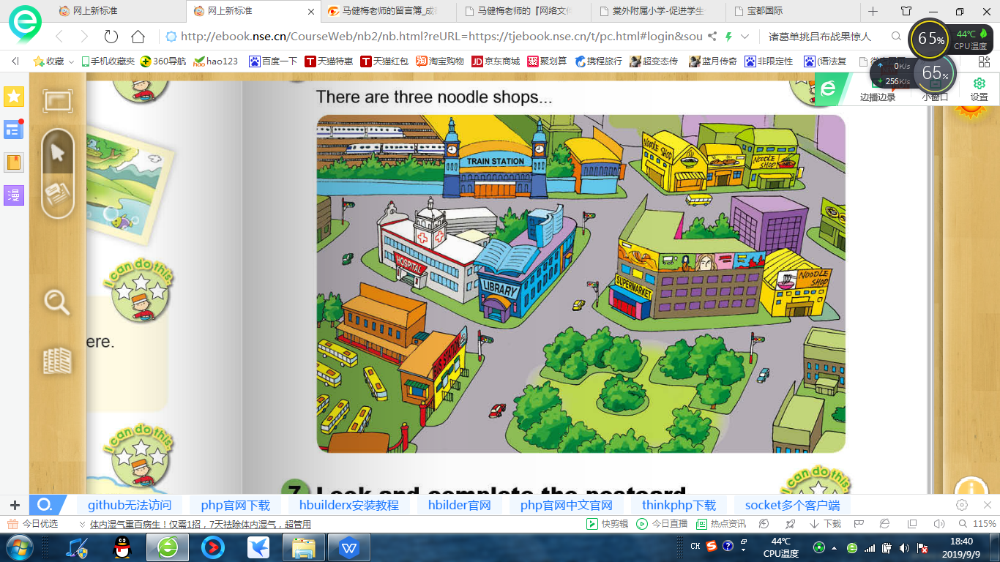 网上新标准
网上新标准
马健梅老师的留言簿_成
马健梅老师的『网络文
棠外附属小学-促进学生
宝都国际
http://ebook.nse.cn/CourseWeb/nb2/nb.html?reURL=https://tjebook.nse.cn/t/pc.html#login&sou
诸葛单挑吕布战果惊人
65%
44℃
CPU温度
收藏
手机收藏夹
360导航
hao123
百度一下
天猫特惠
天猫红包
淘宝购物
京东商城
聚划算
携程旅行
超恋态传
蓝月传奇
非限定性
(语法复
0K/s
256K/s
65%
边播边录
小窗口
设置
漫
There are three noodle shops...
TRAIN STATION
NOODLE SHOP
NOODLE SHOP
HOSPITAL
LIBRARY
SUPERMARKET
NOODLE SHOP
BUS STATION
I can do this.
ere.
I can do this.
7 Look and complete the postcard
I can do this.
github无法访问
php官网下载
hbuilderx安装教程
hbilder官网
php官网中文官网
thinkphp下载
socket多个客户端
今日优选
体内湿气重百病生！仅需1招，7天祛除体内湿气，超管用
快剪辑
今日直播
热点资讯
下载
115%
CH
44℃
CPU温度
18:40
2019/9/9